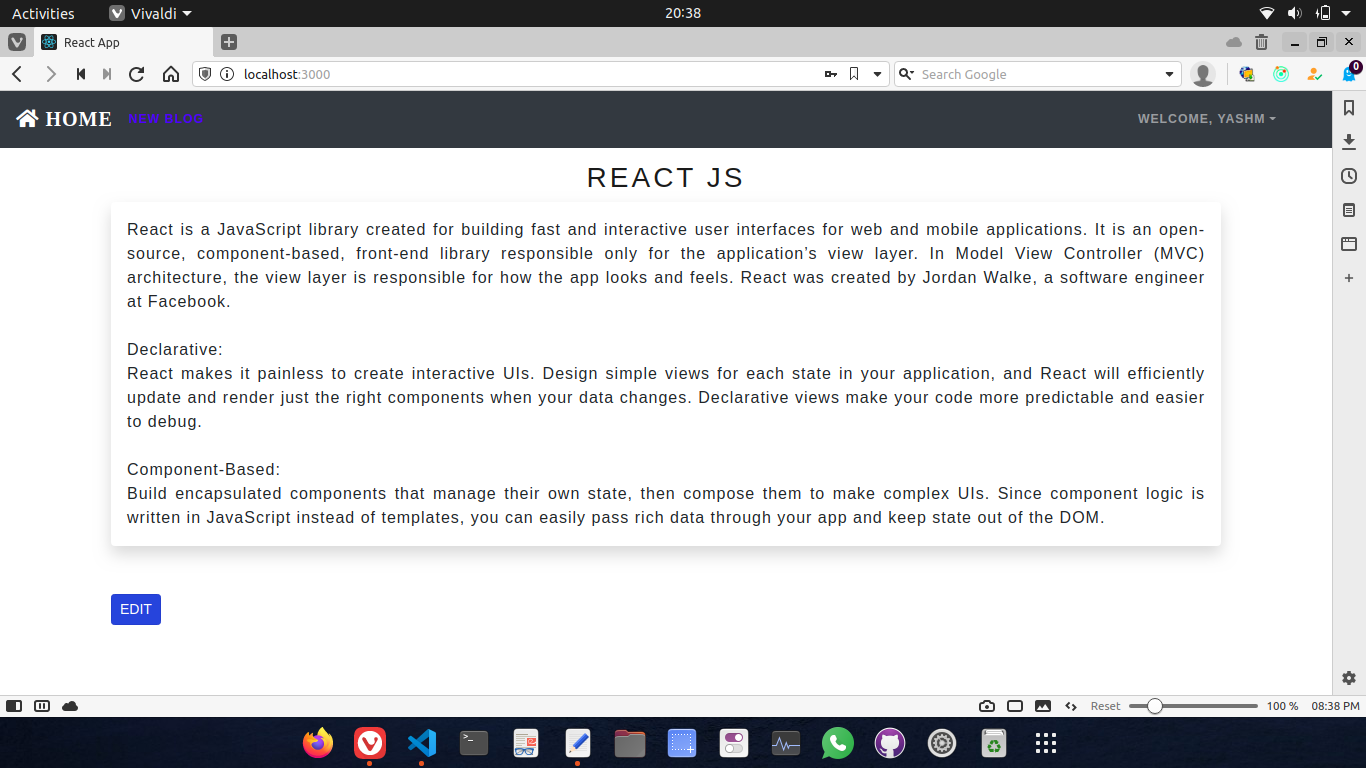 Activities Vivaldi 20:38
React App
localhost:3000 Search Google 0
HOME NEW BLOG WELCOME, YASHM
REACT JS
React is a JavaScript library created for building fast and interactive user interfaces for web and mobile applications. It is an open-
source, component-based, front-end library responsible only for the application’s view layer. In Model View Controller (MVC)
architecture, the view layer is responsible for how the app looks and feels. React was created by Jordan Walke, a software engineer
at Facebook.
Declarative:
React makes it painless to create interactive UIs. Design simple views for each state in your application, and React will efficiently
update and render just the right components when your data changes. Declarative views make your code more predictable and easier
to debug.
Component-Based:
Build encapsulated components that manage their own state, then compose them to make complex UIs. Since component logic is
written in JavaScript instead of templates, you can easily pass rich data through your app and keep state out of the DOM.
EDIT
Reset 100 % 08:38 PM